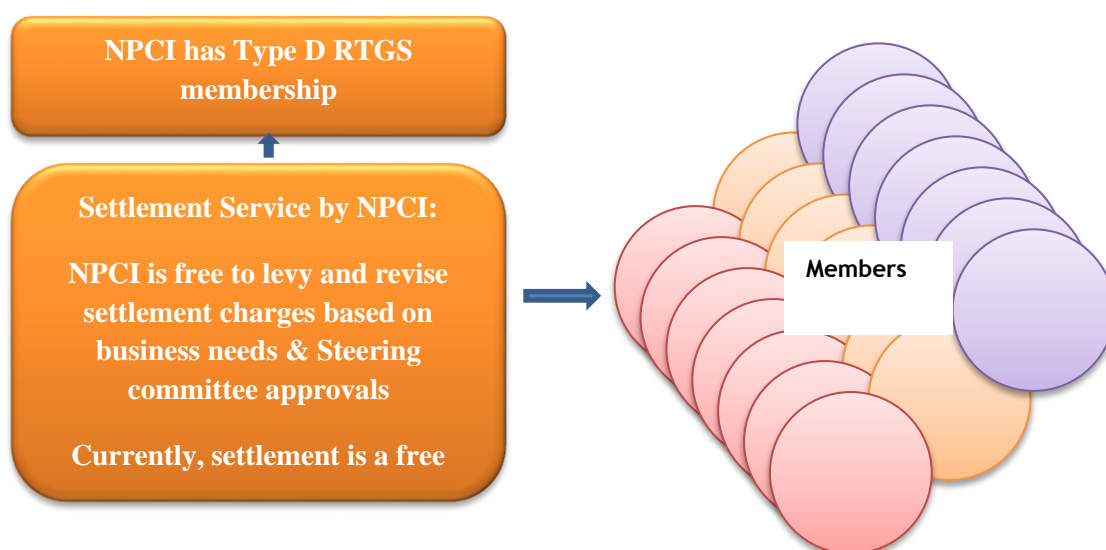 NPCI has Type D RTGS
membership
Settlement Service by NPCI:
NPCI is free to levy and revise
settlement charges based on
business needs & Steering
committee approvals
Currently, settlement is a free
Members